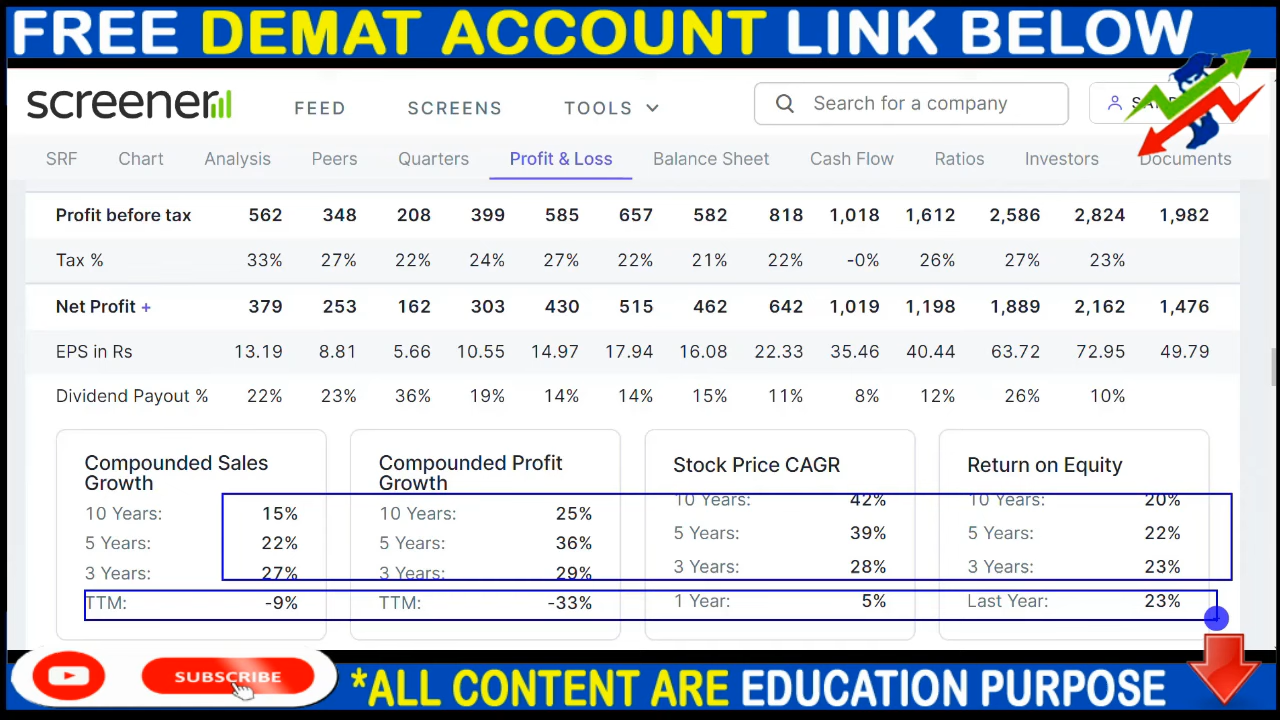 FREE DEMAT ACCOUNT LINK BELOW
screener
FEED SCREENS TOOLS Search for a company
SRF Chart Analysis Peers Quarters Profit & Loss Balance Sheet Cash Flow Ratios Investors Documents
Profit before tax 562 348 208 399 585 657 582 818 1,018 1,612 2,586 2,824 1,982
Tax % 33% 27% 22% 24% 27% 22% 21% 22% -0% 26% 27% 23%
Net Profit + 379 253 162 303 430 515 462 642 1,019 1,198 1,889 2,162 1,476
EPS in Rs 13.19 8.81 5.66 10.55 14.97 17.94 16.08 22.33 35.46 40.44 63.72 72.95 49.79
Dividend Payout % 22% 23% 36% 19% 14% 14% 15% 11% 8% 12% 26% 10%
Compounded Sales
Growth
10 Years: 15%
5 Years: 22%
3 Years: 27%
TTM: -9%
Compounded Profit
Growth
10 Years: 25%
5 Years: 36%
3 Years: 29%
TTM: -33%
Stock Price CAGR
10 Years: 42%
5 Years: 39%
3 Years: 28%
1 Year: 5%
Return on Equity
10 Years: 20%
5 Years: 22%
3 Years: 23%
Last Year: 23%
SUBSCRIBE
*ALL CONTENT ARE EDUCATION PURPOSE